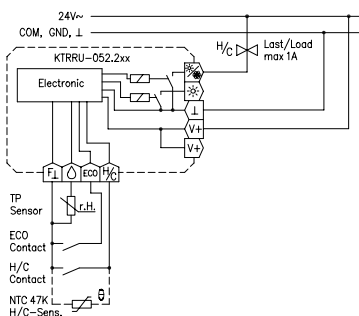 24V~
COM, GND, ⊥
KTRRU-052.2xx
H/C
Last/Load
max 1A
Electronic
⊥
V+
V+
F⊥
ECO
H/C
TP
Sensor
r.H.
ECO
Contact
H/C
Contact
NTC 47K
H/C-Sens.
θ